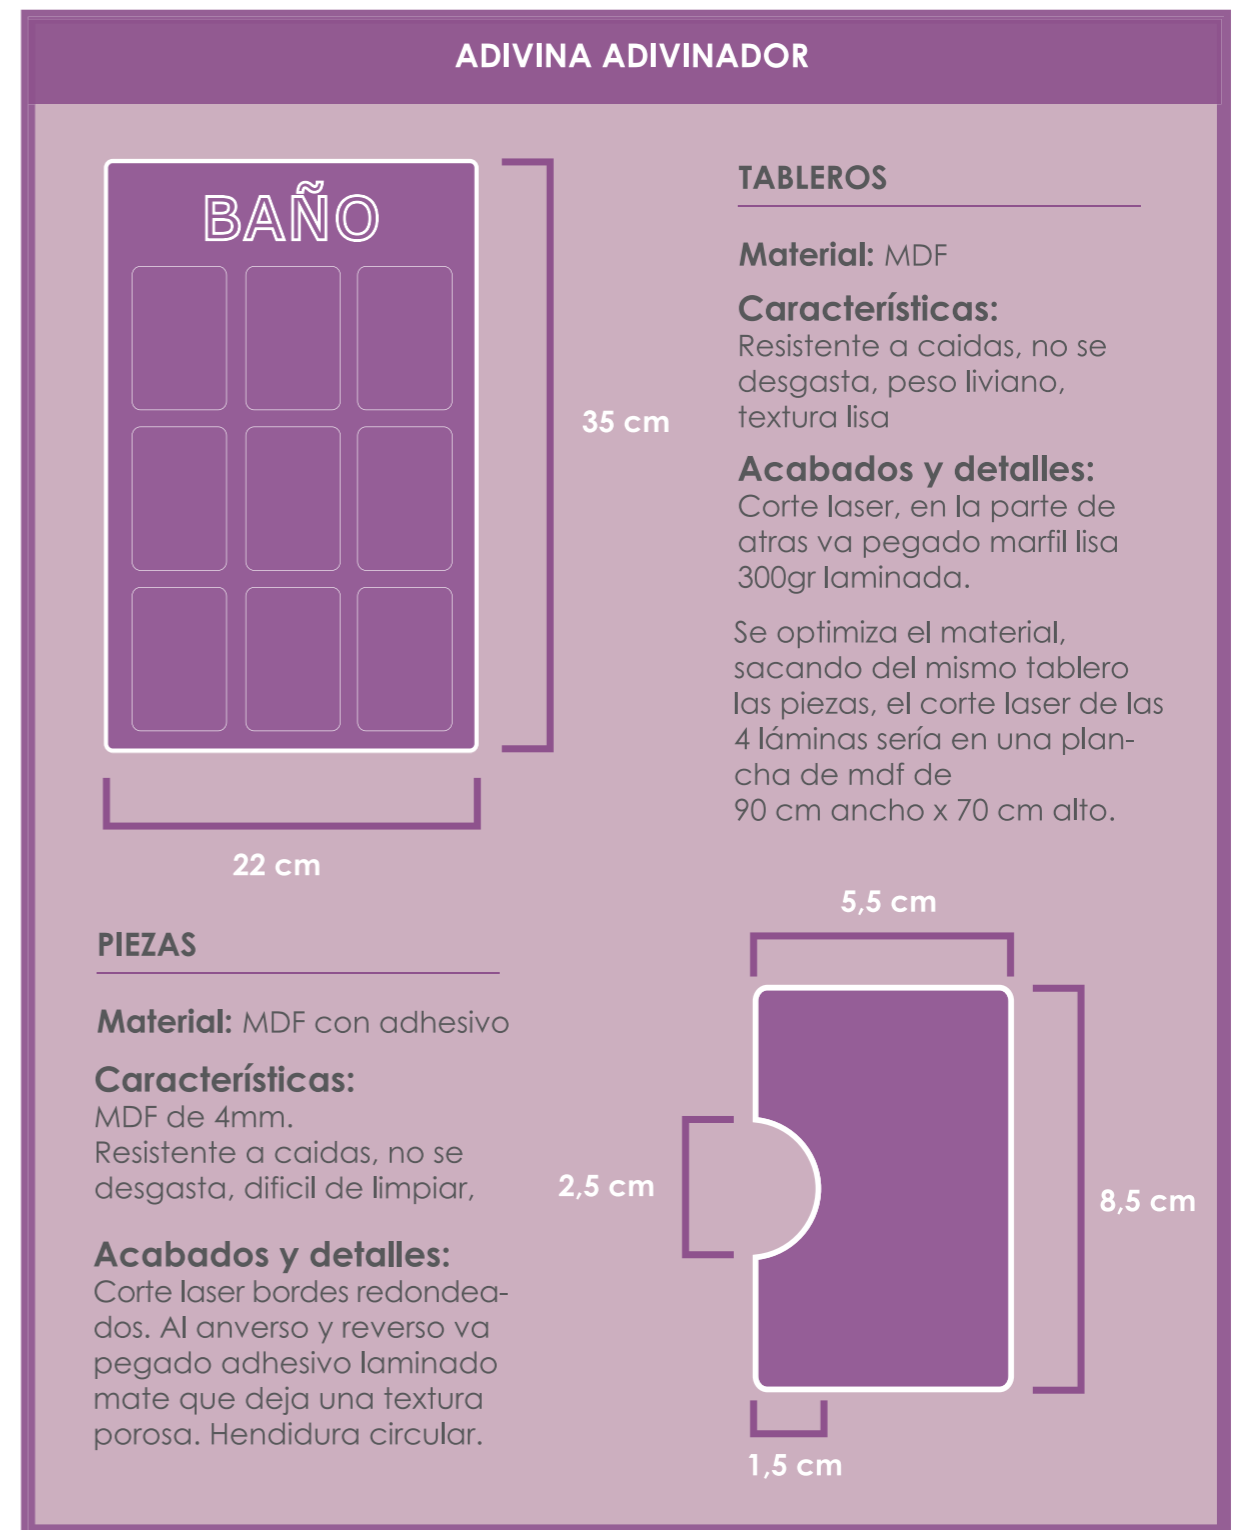 ADIVINA ADIVINADOR
BAÑO
35 cm
22 cm
TABLEROS
Material: MDF
Características:
Resistente a caidas, no se
desgasta, peso liviano,
textura lisa
Acabados y detalles:
Corte laser, en la parte de
atras va pegado marfil lisa
300gr laminada.
Se optimiza el material,
sacando del mismo tablero
las piezas, el corte laser de las
4 láminas sería en una plan-
cha de mdf de
90 cm ancho x 70 cm alto.
PIEZAS
Material: MDF con adhesivo
Características:
MDF de 4mm.
Resistente a caidas, no se
desgasta, dificil de limpiar,
Acabados y detalles:
Corte laser bordes redondea-
dos. Al anverso y reverso va
pegado adhesivo laminado
mate que deja una textura
porosa. Hendidura circular.
5,5 cm
2,5 cm
8,5 cm
1,5 cm